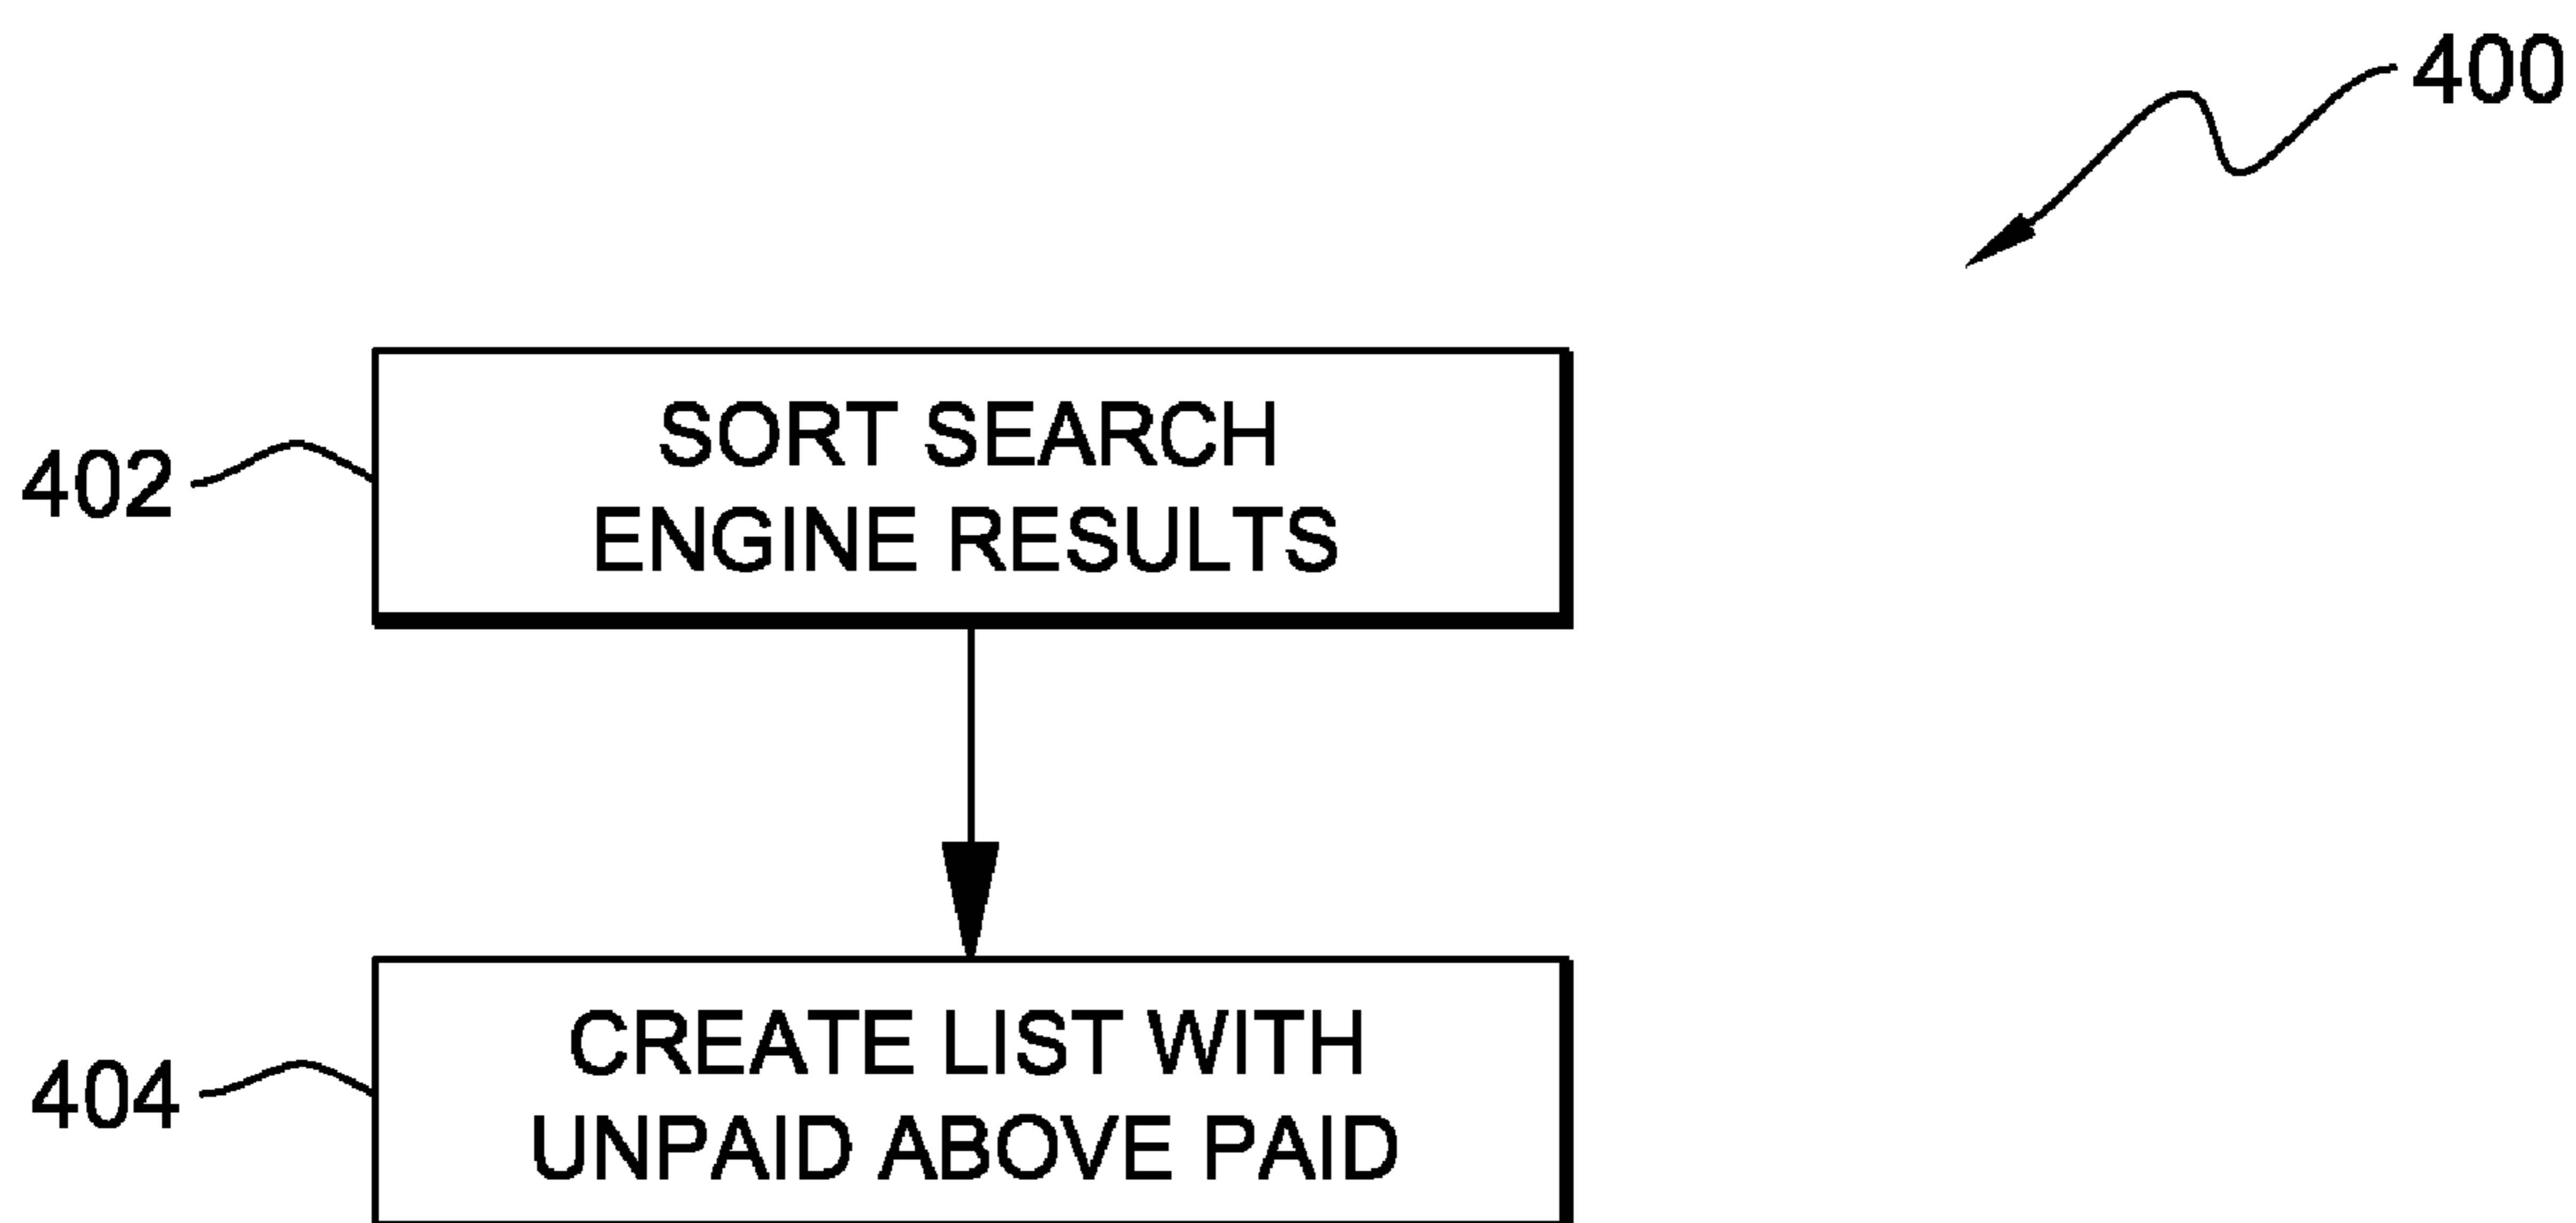 400
402
SORT SEARCH
ENGINE RESULTS
404
CREATE LIST WITH
UNPAID ABOVE PAID